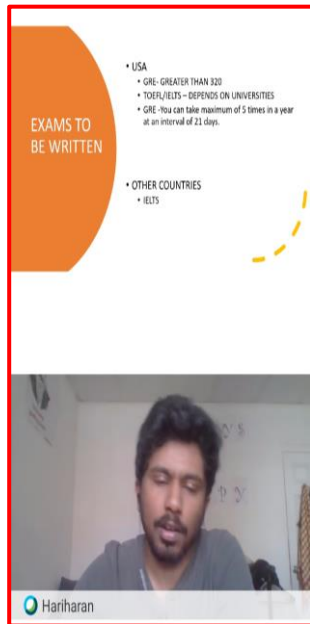 EXAMS TO
BE WRITTEN
• USA
• GRE- GREATER THAN 320
• TOEFL/IELTS – DEPENDS ON UNIVERSITIES
• GRE -You can take maximum of 5 times in a year
at an interval of 21 days.
• OTHER COUNTRIES
• IELTS
Hariharan